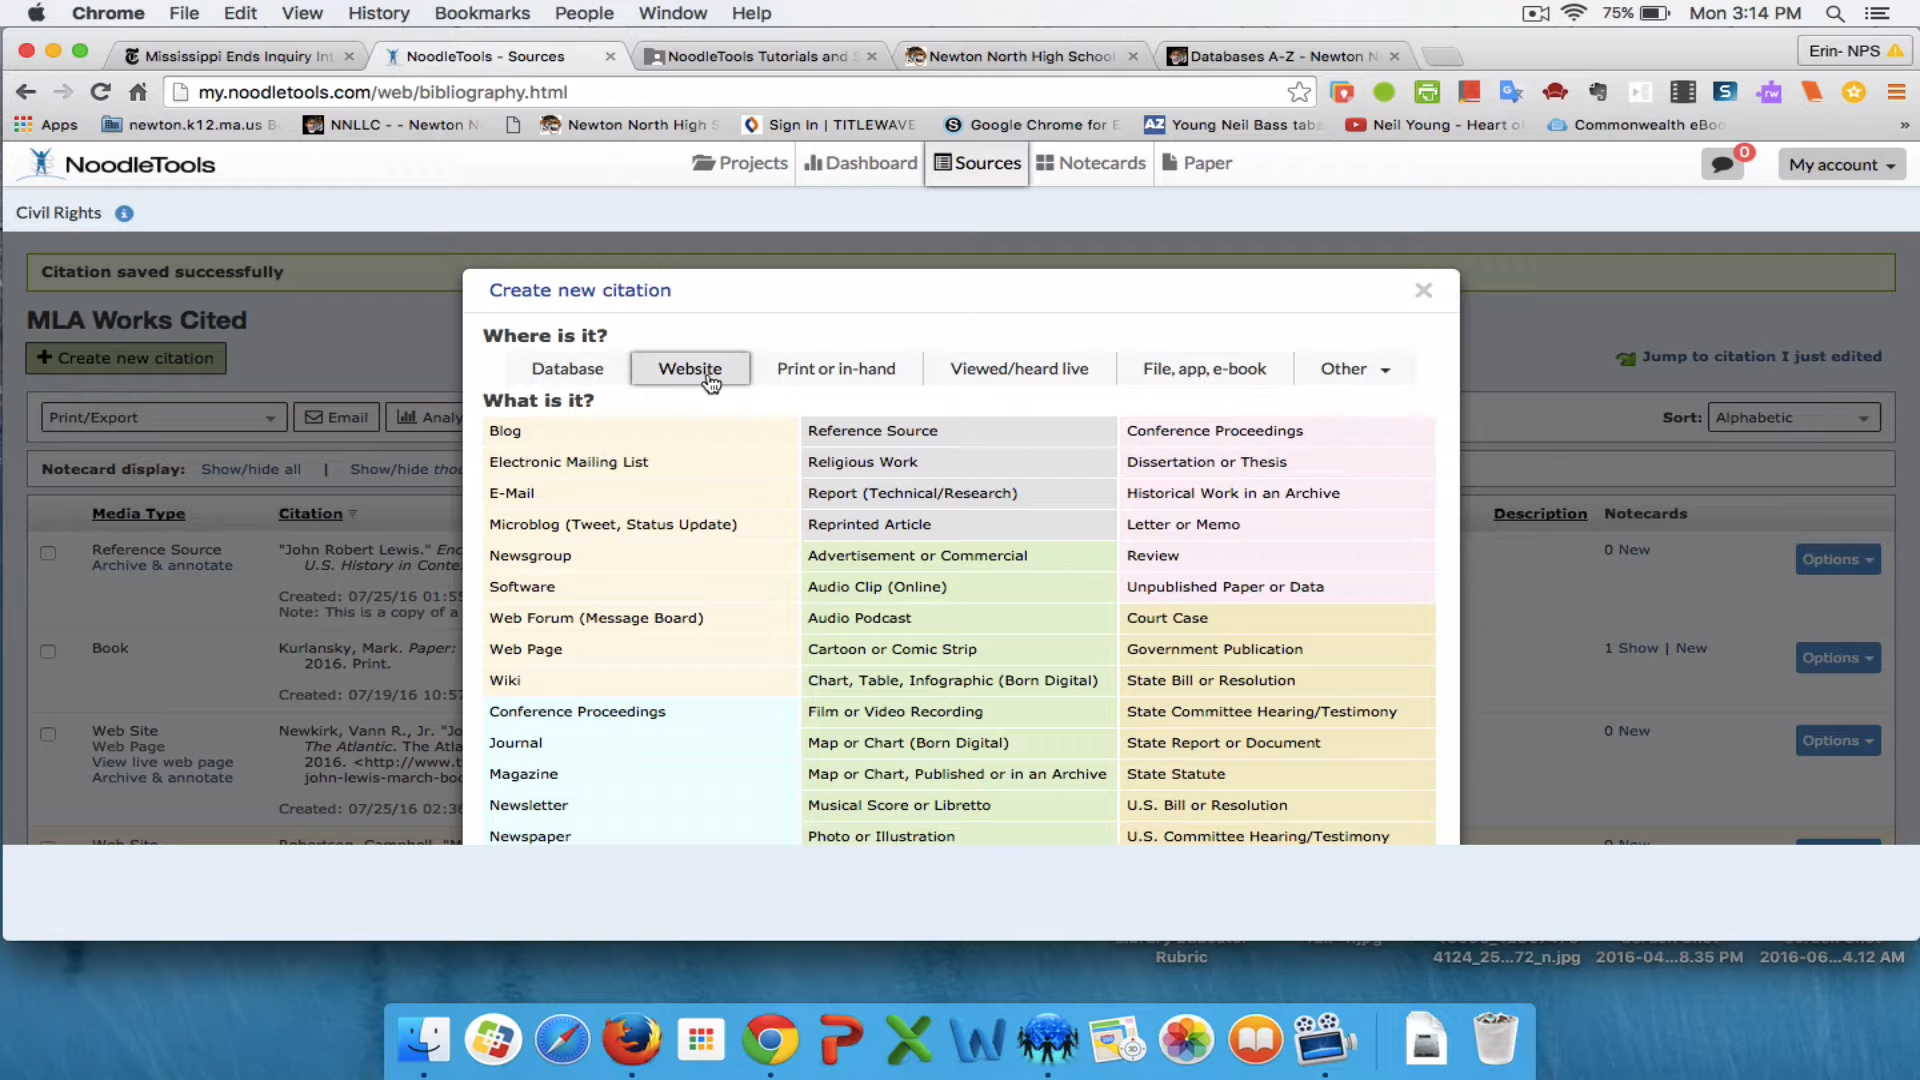 Chrome File Edit View History Bookmarks People Window Help 75% Mon 3:14 PM
Mississippi Ends Inquiry Int NoodleTools - Sources NoodleTools Tutorials and S Newton North High School Databases A-Z - Newton N Erin- NPS
my.noodletools.com/web/bibliography.html
Apps newton.k12.ma.us B NNLLC - - Newton N Newton North High S Sign In | TITLEWAVE Google Chrome for E Young Neil Bass tabs Neil Young - Heart o Commonwealth eBoo »
NoodleTools Projects Dashboard Sources Notecards Paper 0 My account
Civil Rights
Citation saved successfully
Create new citation
MLA Works Cited
Create new citation
Jump to citation I just edited
Where is it?
Database Website Print or in-hand Viewed/heard live File, app, e-book Other
What is it?
Print/Export Email Analy Sort: Alphabetic
Notecard display: Show/hide all | Show/hide thou
Media Type Citation Description Notecards
Reference Source
Archive & annotate
"John Robert Lewis." Enc
U.S. History in Conte
Created: 07/25/16 01:55
Note: This is a copy of a
0 New Options
Book
Kurlansky, Mark. Paper:
2016. Print.
Created: 07/19/16 10:57
1 Show | New Options
Web Site
Web Page
View live web page
Archive & annotate
Newkirk, Vann R., Jr. "Jo
The Atlantic. The Atla
2016. <http://www.t
john-lewis-march-boo
Created: 07/25/16 02:36
0 New Options
Blog
Electronic Mailing List
E-Mail
Microblog (Tweet, Status Update)
Newsgroup
Software
Web Forum (Message Board)
Web Page
Wiki
Conference Proceedings
Journal
Magazine
Newsletter
Newspaper
Reference Source
Religious Work
Report (Technical/Research)
Reprinted Article
Advertisement or Commercial
Audio Clip (Online)
Audio Podcast
Cartoon or Comic Strip
Chart, Table, Infographic (Born Digital)
Film or Video Recording
Map or Chart (Born Digital)
Map or Chart, Published or in an Archive
Musical Score or Libretto
Photo or Illustration
Conference Proceedings
Dissertation or Thesis
Historical Work in an Archive
Letter or Memo
Review
Unpublished Paper or Data
Court Case
Government Publication
State Bill or Resolution
State Committee Hearing/Testimony
State Report or Document
State Statute
U.S. Bill or Resolution
U.S. Committee Hearing/Testimony
Rubric 4124_25...72_n.jpg 2016-04...8.35 PM 2016-06...4.12 AM